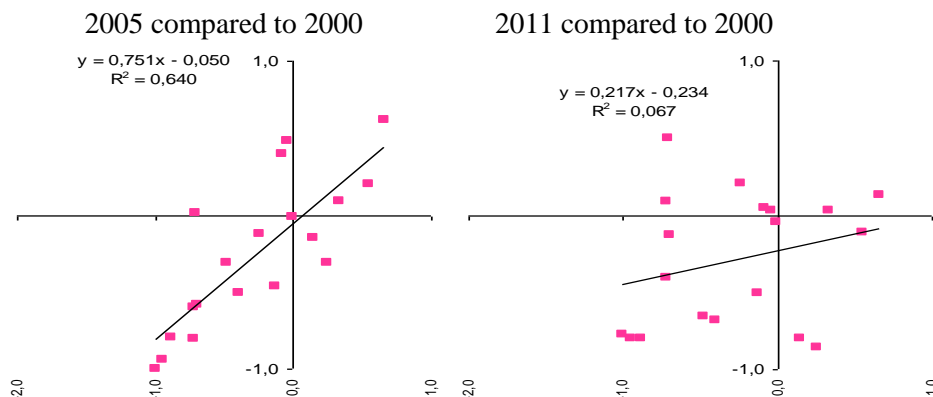 2005 compared to 2000
y = 0,751x - 0,050
R² = 0,640
1,0
-1,0
2,0
-1,0
0,0
1,0
2011 compared to 2000
y = 0,217x - 0,234
R² = 0,067
1,0
-1,0
2,0
-1,0
0,0
1,0